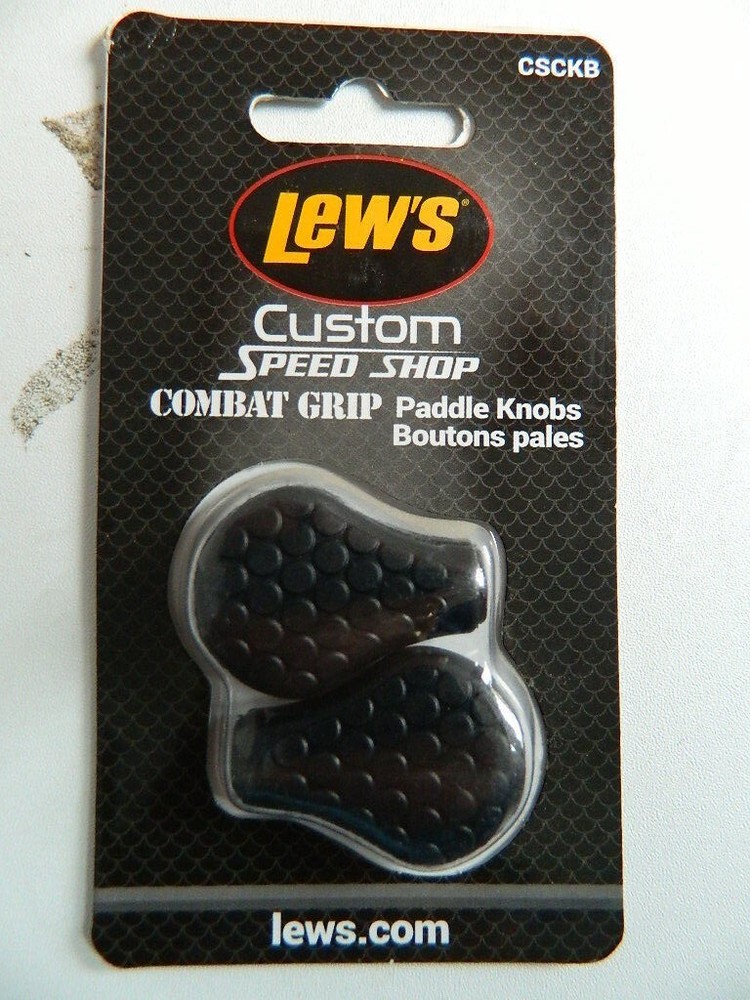 CSCKB
Lew's®
Custom
SPEED SHOP
COMBAT GRIP Paddle Knobs
Boutons pales
lews.com